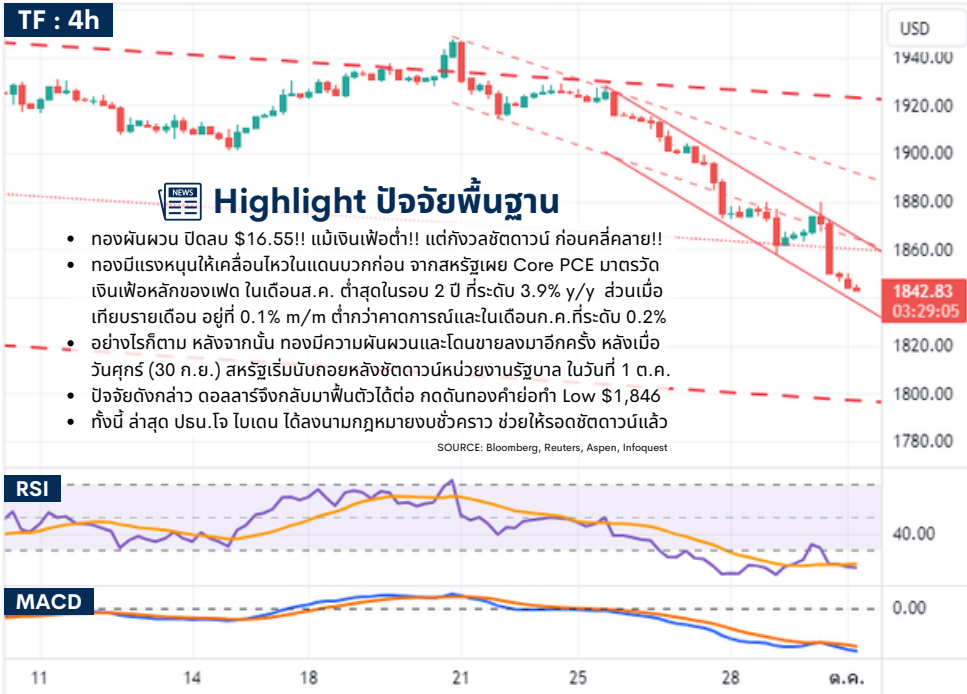 TF : 4h
USD
1940.00
1920.00
1900.00
1880.00
1860.00
1842.83
03:29:05
1820.00
1800.00
1780.00
NEWS
Highlight ปัจจัยพื้นฐาน
• ทองผันผวน ปิดลบ $16.55!! แม้เงินเฟ้อต่ำ!! แต่กังวลชัตดาวน์ ก่อนคลี่คลาย!!
• ทองมีแรงหนุนให้เคลื่อนไหวในแดนบวกก่อน จากสหรัฐเผย Core PCE มาตรวัด
เงินเฟ้อหลักของเฟด ในเดือนส.ค. ต่ำสุดในรอบ 2 ปี ที่ระดับ 3.9% y/y ส่วนเมื่อ
เทียบรายเดือน อยู่ที่ 0.1% m/m ต่ำกว่าคาดการณ์และในเดือนก.ค.ที่ระดับ 0.2%
• อย่างไรก็ตาม หลังจากนั้น ทองมีความผันผวนและโดนขายลงมาอีกครั้ง หลังเมื่อ
วันศุกร์ (30 ก.ย.) สหรัฐเริ่มนับถอยหลังชัตดาวน์หน่วยงานรัฐบาล ในวันที่ 1 ต.ค.
• ปัจจัยดังกล่าว ดอลลาร์จึงกลับมาฟื้นตัวได้ต่อ กดดันทองคำย่อทำ Low $1,846
• ทั้งนี้ ล่าสุด ปธน.โจ ไบเดน ได้ลงนามกฎหมายงบชั่วคราว ช่วยให้รอดชัตดาวน์แล้ว
SOURCE: Bloomberg, Reuters, Aspen, Infoquest
RSI
40.00
MACD
0.00
11 14 18 21 25 28 ต.ค.